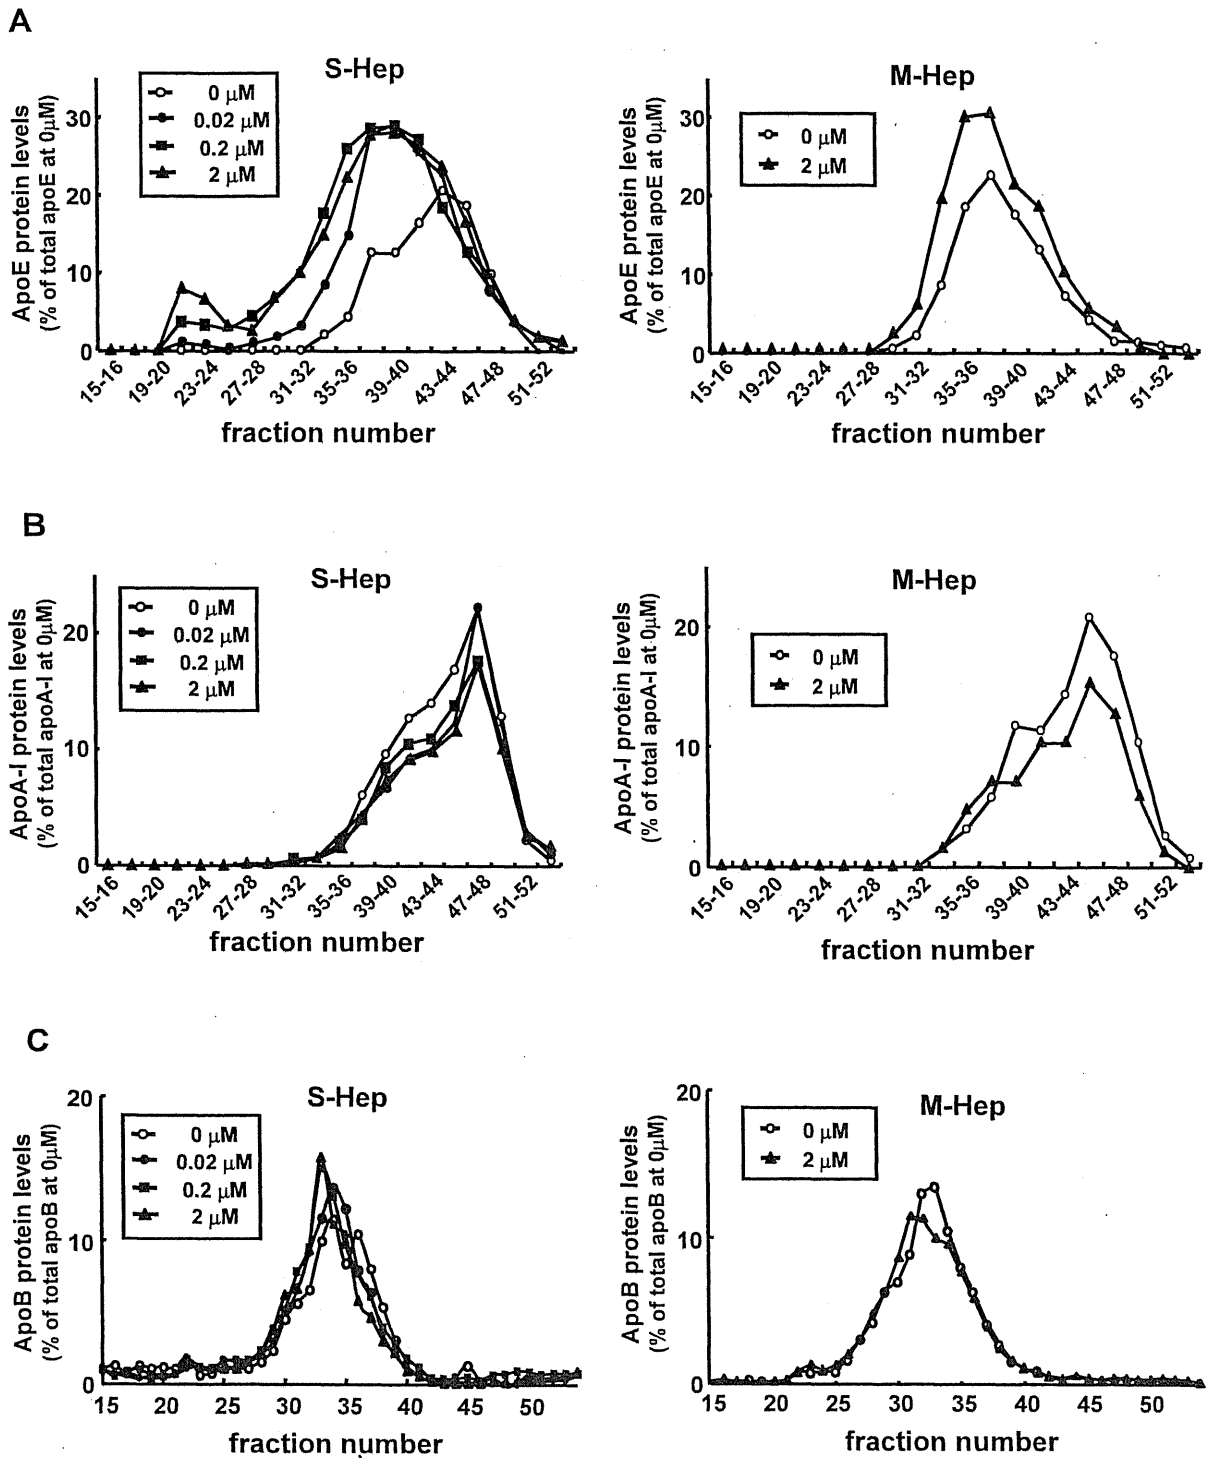 A
S-Hep
0 μM
0.02 μM
0.2 μM
2 μM
ApoE protein levels
(% of total apoE at 0μM)
30
20
10
0
15-16
19-20
23-24
27-28
31-32
35-36
39-40
43-44
47-48
51-52
fraction number
M-Hep
0 μM
2 μM
ApoE protein levels
(% of total apoE at 0μM)
30
20
10
0
15-16
19-20
23-24
27-28
31-32
35-36
39-40
43-44
47-48
51-52
fraction number
B
S-Hep
0 μM
0.02 μM
0.2 μM
2 μM
ApoA-I protein levels
(% of total apoA-I at 0μM)
20
10
0
15-16
19-20
23-24
27-28
31-32
35-36
39-40
43-44
47-48
51-52
fraction number
M-Hep
0 μM
2 μM
ApoA-I protein levels
(% of total apoA-I at 0μM)
20
10
0
15-16
19-20
23-24
27-28
31-32
35-36
39-40
43-44
47-48
51-52
fraction number
C
S-Hep
0 μM
0.02 μM
0.2 μM
2 μM
ApoB protein levels
(% of total apoB at 0μM)
20
10
0
15 20 25 30 35 40 45 50
fraction number
M-Hep
0 μM
2 μM
ApoB protein levels
(% of total apoB at 0μM)
20
10
0
15 20 25 30 35 40 45 50
fraction number